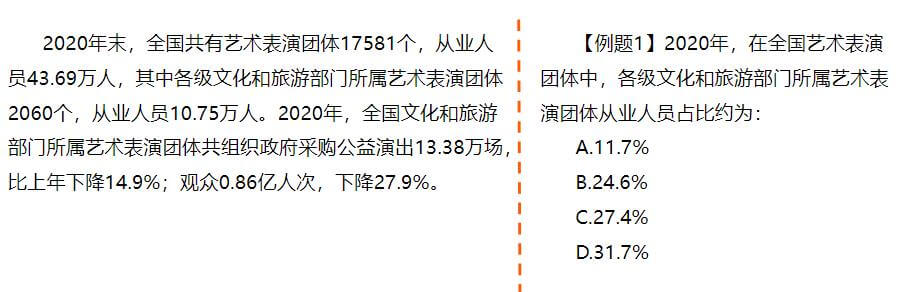 2020年末，全国共有艺术表演团体17581个，从业人
员43.69万人，其中各级文化和旅游部门所属艺术表演团体
2060个，从业人员10.75万人。2020年，全国文化和旅游
部门所属艺术表演团体共组织政府采购公益演出13.38万场，
比上年下降14.9%；观众0.86亿人次，下降27.9%。
【例题1】2020年，在全国艺术表演
团体中，各级文化和旅游部门所属艺术表
演团体从业人员占比约为：
A.11.7%
B.24.6%
C.27.4%
D.31.7%